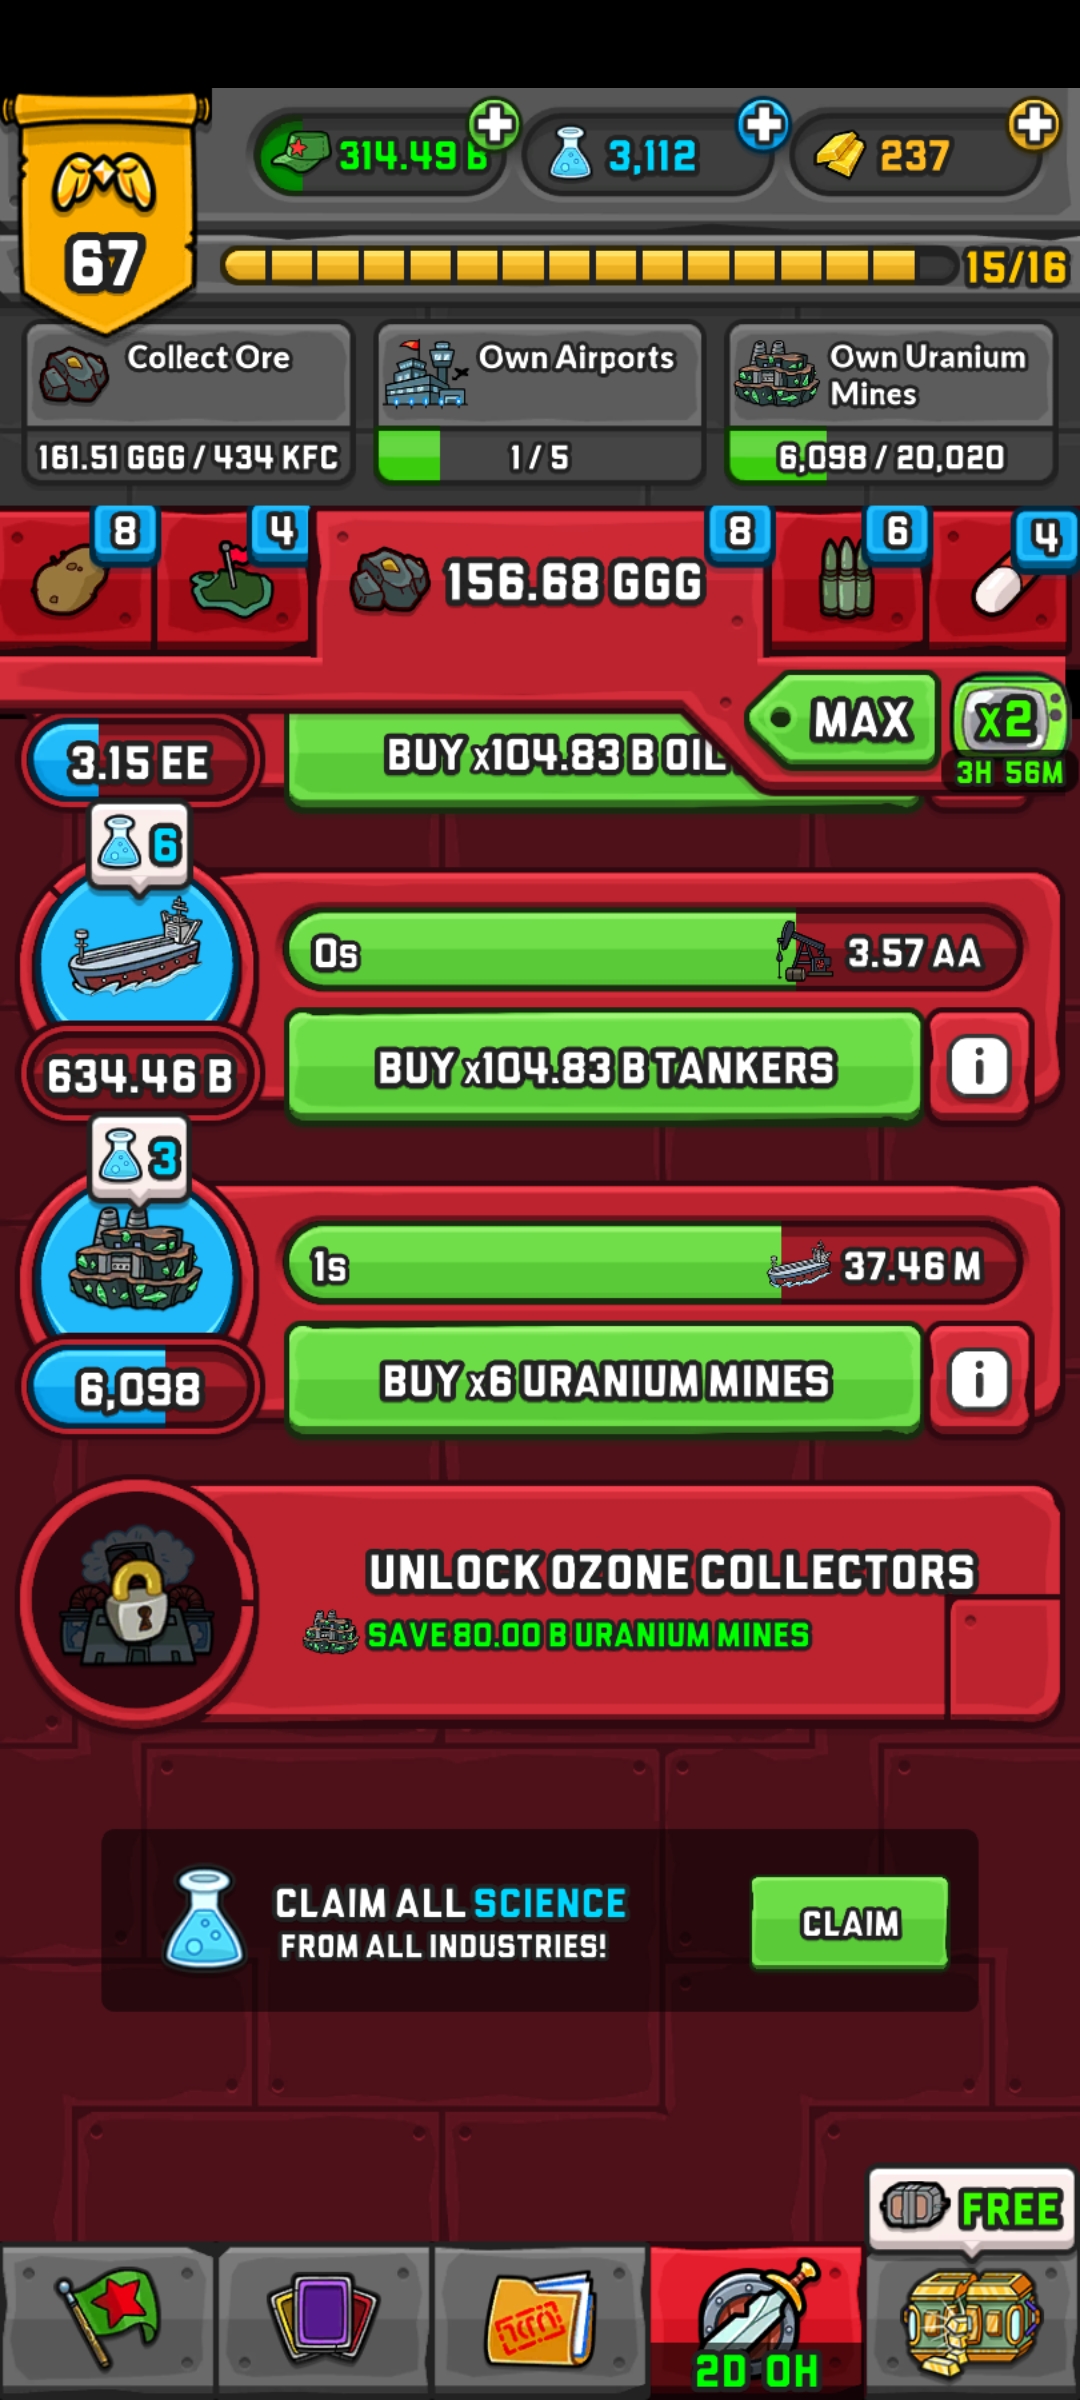 314.49 B
3,112
237
67
15/16
Collect Ore
161.51 GGG / 434 KFC
Own Airports
1 / 5
Own Uranium
Mines
6,098 / 20,020
8
4
156.68 GGG
8
6
4
MAX
x2
3H 56M
3.15 EE
BUY x104.83 B OIL
6
0s
3.57 AA
634.46 B
BUY x104.83 B TANKERS
i
3
1s
37.46 M
6,098
BUY x6 URANIUM MINES
i
UNLOCK OZONE COLLECTORS
SAVE 80.00 B URANIUM MINES
CLAIM ALL SCIENCE
FROM ALL INDUSTRIES!
CLAIM
FREE
2D 0H